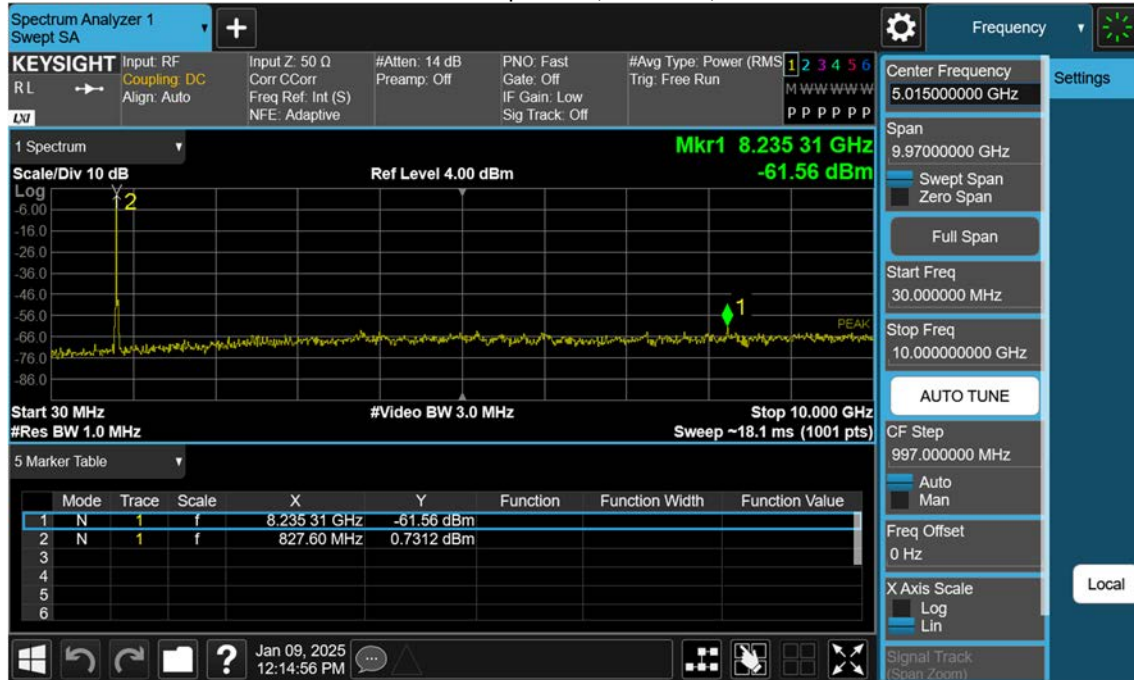 Spectrum Analyzer 1
Swept SA
+
Frequency
KEYSIGHT
RL
LXI
Input: RF
Coupling: DC
Align: Auto
Input Z: 50 Ω
Corr CCorr
Freq Ref: Int (S)
NFE: Adaptive
#Atten: 14 dB
Preamp: Off
PNO: Fast
Gate: Off
IF Gain: Low
Sig Track: Off
#Avg Type: Power (RMS
Trig: Free Run
1 2 3 4 5 6
M W W W W W
P P P P P P
1 Spectrum
Mkr1 8.235 31 GHz
Scale/Div 10 dB
Ref Level 4.00 dBm
-61.56 dBm
Log
2
-6.00
-16.0
-26.0
-36.0
-46.0
1
-56.0
PEAK
-66.0
-76.0
-86.0
Start 30 MHz
#Video BW 3.0 MHz
Stop 10.000 GHz
#Res BW 1.0 MHz
Sweep ~18.1 ms (1001 pts)
5 Marker Table
Mode Trace Scale X Y Function Function Width Function Value
1 N 1 f 8.235 31 GHz -61.56 dBm
2 N 1 f 827.60 MHz 0.7312 dBm
3
4
5
6
?
Jan 09, 2025
12:14:56 PM
Center Frequency
5.015000000 GHz
Settings
Span
9.97000000 GHz
Swept Span
Zero Span
Full Span
Start Freq
30.000000 MHz
Stop Freq
10.000000000 GHz
AUTO TUNE
CF Step
997.000000 MHz
Auto
Man
Freq Offset
0 Hz
X Axis Scale
Log
Lin
Local
Signal Track
(Span Zoom)